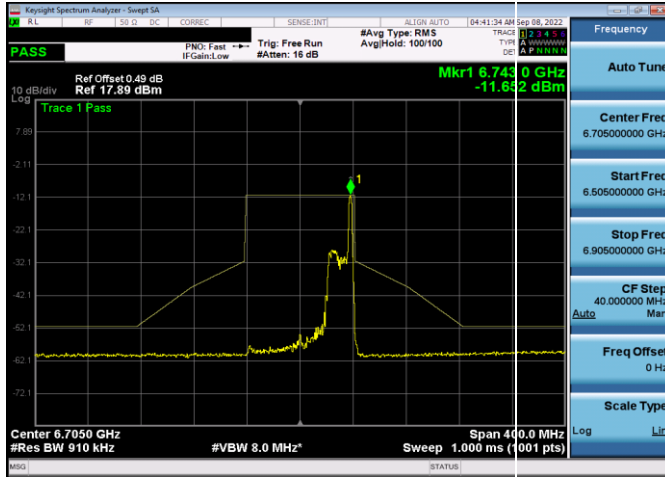 Keysight Spectrum Analyzer - Swept SA
RL RF 50 Ω DC CORREC SENSE:INT ALIGN AUTO 04:41:34 AM Sep 08, 2022
#Avg Type: RMS TRACE 1 2 3 4 5 6
PASS PNO: Fast Trig: Free Run Avg|Hold: 100/100 TYPE A WWWWW
IFGain:Low #Atten: 16 dB DET A P N N N N
Mkr1 6.743 0 GHz
Ref Offset 0.49 dB
10 dB/div Ref 17.89 dBm -11.652 dBm
Log
Trace 1 Pass
7.89
-2.11
1
-12.1
-22.1
-32.1
-42.1
-52.1
-62.1
-72.1
Center 6.7050 GHz Span 400.0 MHz
#Res BW 910 kHz #VBW 8.0 MHz* Sweep 1.000 ms (1001 pts)
MSG STATUS
Frequency
Auto Tune
Center Freq
6.705000000 GHz
Start Freq
6.505000000 GHz
Stop Freq
6.905000000 GHz
CF Step
40.000000 MHz
Auto Man
Freq Offset
0 Hz
Scale Type
Log Lin